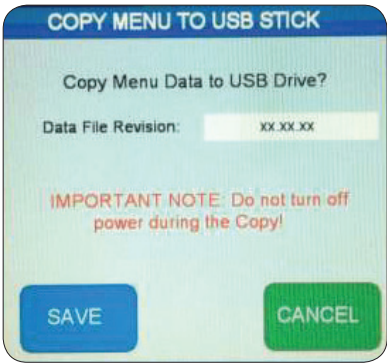 COPY MENU TO USB STICK
Copy Menu Data to USB Drive?
Data File Revision: xx.xx.xx
IMPORTANT NOTE: Do not turn off
power during the Copy!
SAVE CANCEL